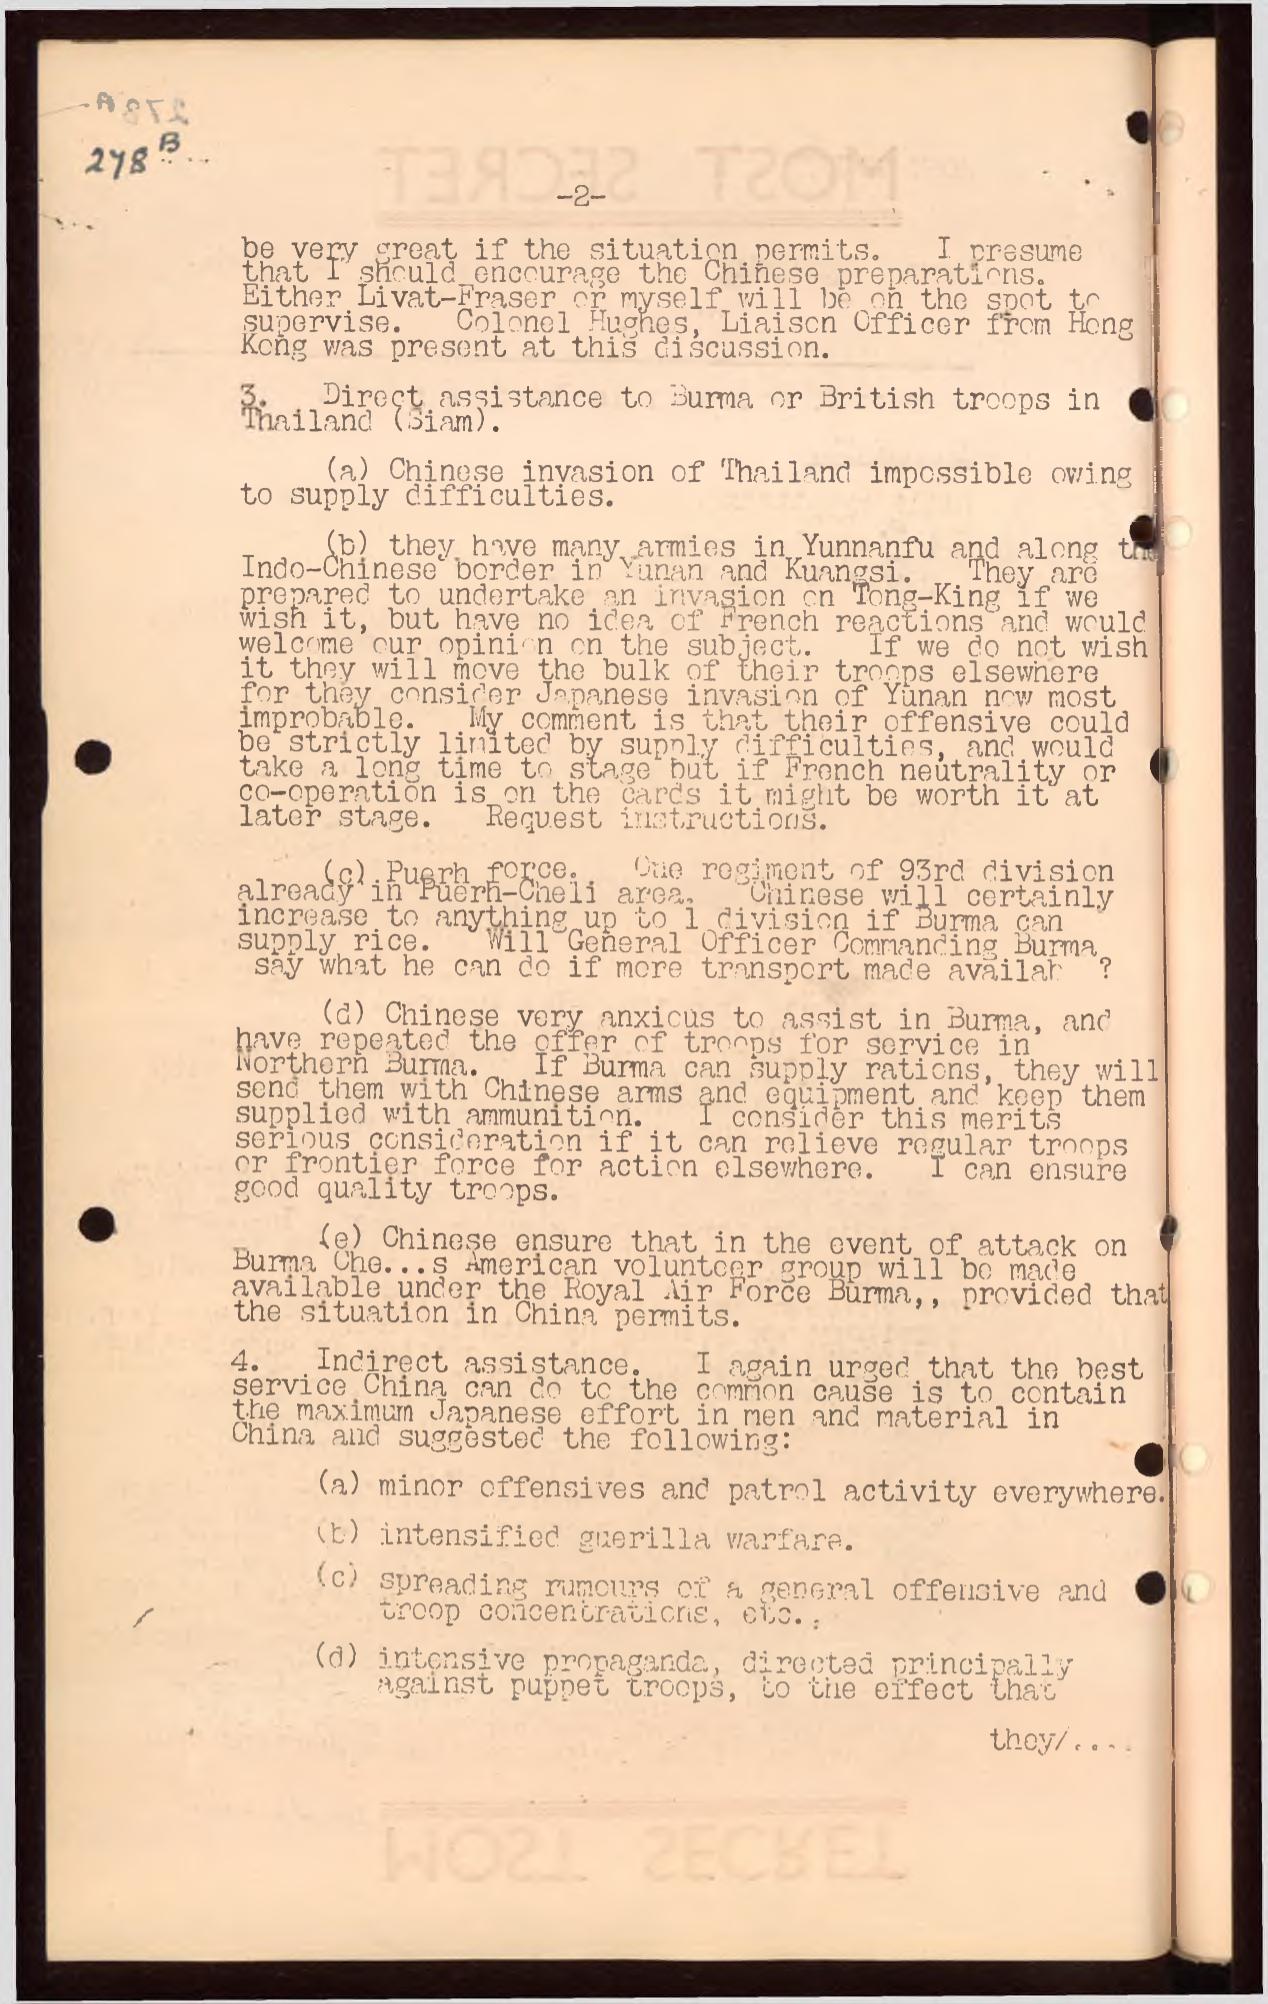 278 B
-2-
be very great if the situation permits. I presume
that I should encourage the Chinese preparations.
Either Livat-Fraser or myself will be on the spot to
supervise. Colonel Hughes, Liaison Officer from Hong
Kong was present at this discussion.
3. Direct assistance to Burma or British troops in
Thailand (Siam).
(a) Chinese invasion of Thailand impossible owing
to supply difficulties.
(b) they have many armies in Yunnanfu and along the
Indo-Chinese border in Yunan and Kuangsi. They are
prepared to undertake an invasion on Tong-King if we
wish it, but have no idea of French reactions and would
welcome our opinion on the subject. If we do not wish
it they will move the bulk of their troops elsewhere
for they consider Japanese invasion of Yunan now most
improbable. My comment is that their offensive could
be strictly limited by supply difficulties, and would
take a long time to stage but if French neutrality or
co-operation is on the cards it might be worth it at
later stage. Request instructions.
(c) Puerh force. One regiment of 93rd division
already in Puerh-Cheli area. Chinese will certainly
increase to anything up to 1 division if Burma can
supply rice. Will General Officer Commanding Burma
say what he can do if more transport made availab ?
(d) Chinese very anxious to assist in Burma, and
have repeated the offer of troops for service in
Northern Burma. If Burma can supply rations, they will
send them with Chinese arms and equipment and keep them
supplied with ammunition. I consider this merits
serious consideration if it can relieve regular troops
or frontier force for action elsewhere. I can ensure
good quality troops.
(e) Chinese ensure that in the event of attack on
Burma Che...s American volunteer group will be made
available under the Royal Air Force Burma,, provided that
the situation in China permits.
4. Indirect assistance. I again urged that the best
service China can do to the common cause is to contain
the maximum Japanese effort in men and material in
China and suggested the following:
(a) minor offensives and patrol activity everywhere.
(b) intensified guerilla warfare.
(c) spreading rumours of a general offensive and
troop concentrations, etc..
(d) intensive propaganda, directed principally
against puppet troops, to the effect that
they/....